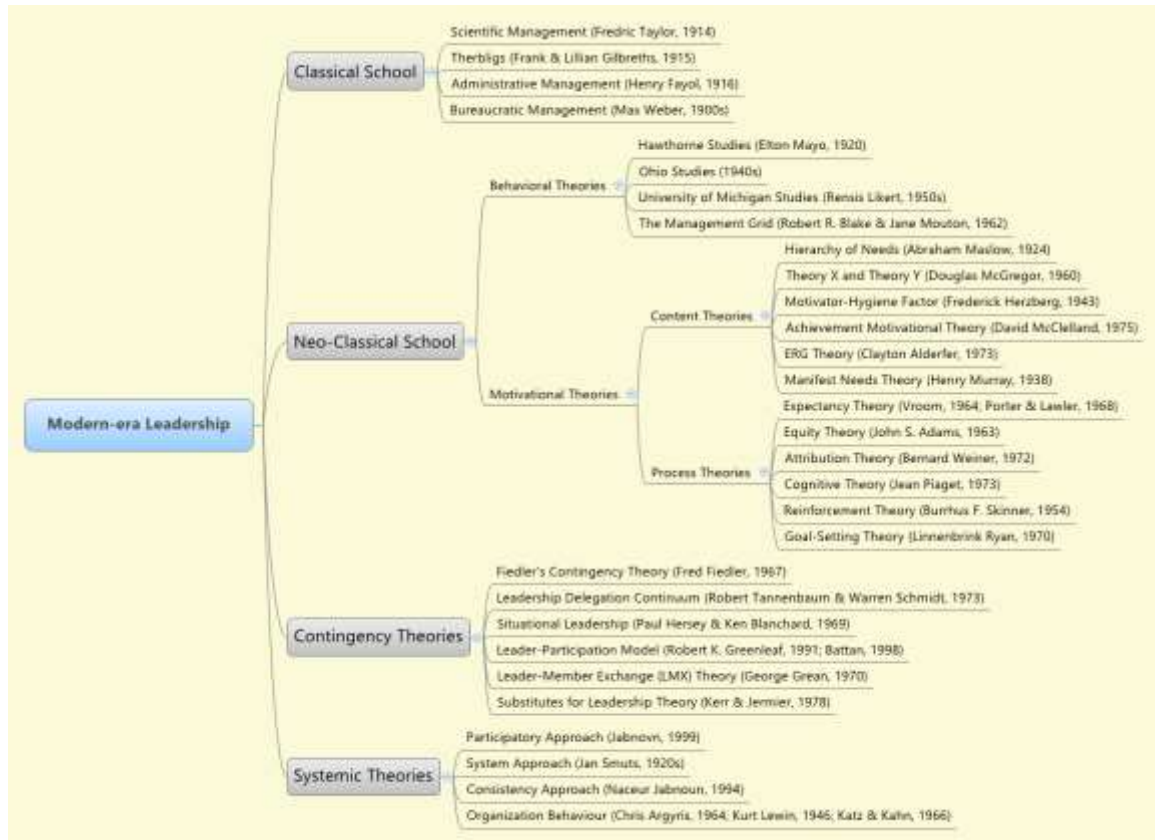 Modern-era Leadership
Classical School
Scientific Management (Fredric Taylor, 1914)
Therbligs (Frank & Lillian Gilbreths, 1915)
Administrative Management (Henry Fayol, 1916)
Bureaucratic Management (Max Weber, 1900s)
Neo-Classical School
Behavioral Theories
Hawthorne Studies (Elton Mayo, 1920)
Ohio Studies (1940s)
University of Michigan Studies (Rensis Likert, 1950s)
The Management Grid (Robert R. Blake & Jane Mouton, 1962)
Motivational Theories
Content Theories
Hierarchy of Needs (Abraham Maslow, 1924)
Theory X and Theory Y (Douglas McGregor, 1960)
Motivator-Hygiene Factor (Frederick Herzberg, 1943)
Achievement Motivational Theory (David McClelland, 1975)
ERG Theory (Clayton Alderfer, 1973)
Manifest Needs Theory (Henry Murray, 1938)
Process Theories
Expectancy Theory (Vroom, 1964; Porter & Lawler, 1968)
Equity Theory (John S. Adams, 1963)
Attribution Theory (Bernard Weiner, 1972)
Cognitive Theory (Jean Piaget, 1973)
Reinforcement Theory (Burrhus F. Skinner, 1954)
Goal-Setting Theory (Linnenbrink Ryan, 1970)
Contingency Theories
Fiedler's Contingency Theory (Fred Fiedler, 1967)
Leadership Delegation Continuum (Robert Tannenbaum & Warren Schmidt, 1973)
Situational Leadership (Paul Hersey & Ken Blanchard, 1969)
Leader-Participation Model (Robert K. Greenleaf, 1991; Battan, 1998)
Leader-Member Exchange (LMX) Theory (George Grean, 1970)
Substitutes for Leadership Theory (Kerr & Jermier, 1978)
Systemic Theories
Participatory Approach (Jabnovn, 1999)
System Approach (Jan Smuts, 1920s)
Consistency Approach (Naceur Jabnoun, 1994)
Organization Behaviour (Chris Argyris, 1964; Kurt Lewin, 1946; Katz & Kahn, 1966)